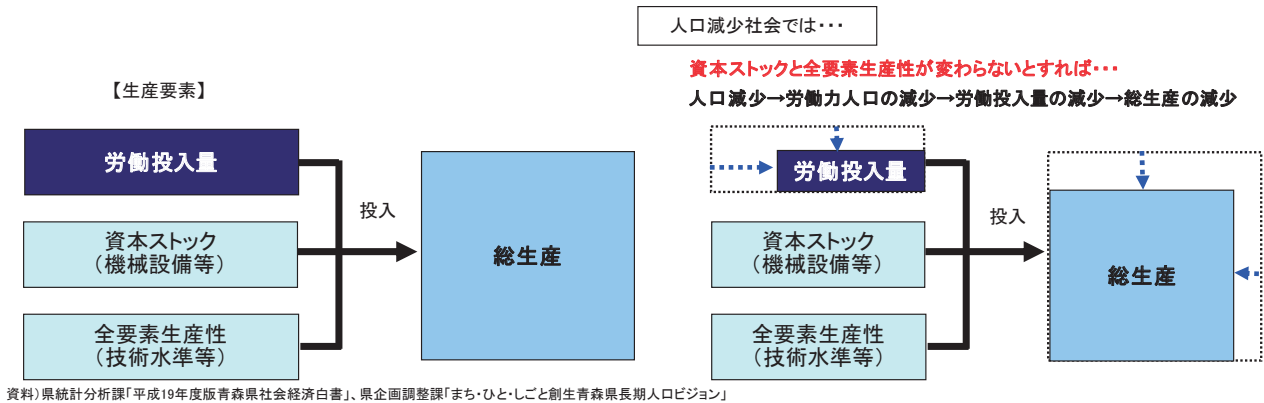 人口減少社会では・・・
資本ストックと全要素生産性が変わらないとすれば・・・
人口減少→労働力人口の減少→労働投入量の減少→総生産の減少
【生産要素】
労働投入量
資本ストック
（機械設備等）
全要素生産性
（技術水準等）
投入
総生産
労働投入量
資本ストック
（機械設備等）
全要素生産性
（技術水準等）
投入
総生産
資料）県統計分析課「平成19年度版青森県社会経済白書」、県企画調整課「まち・ひと・しごと創生青森県長期人口ビジョン」